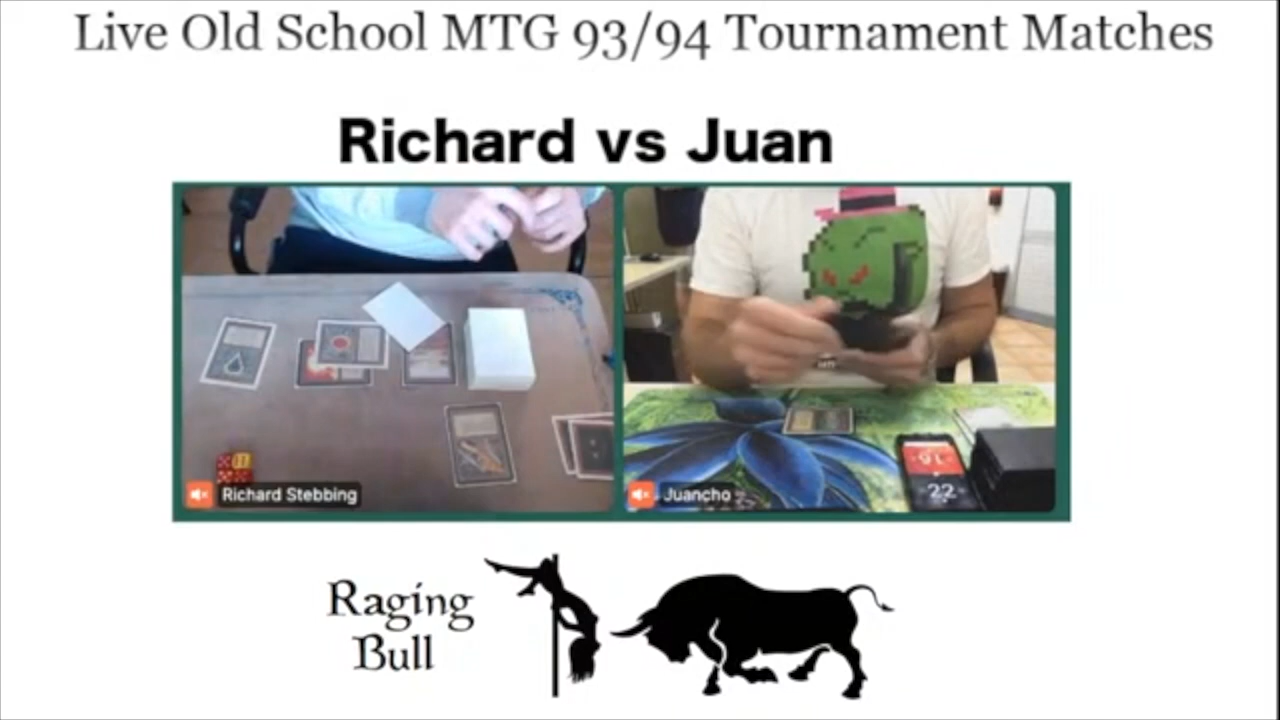 Live Old School MTG 93/94 Tournament Matches
Richard vs Juan
Richard Stebbing
Juancho
22
Raging
Bull